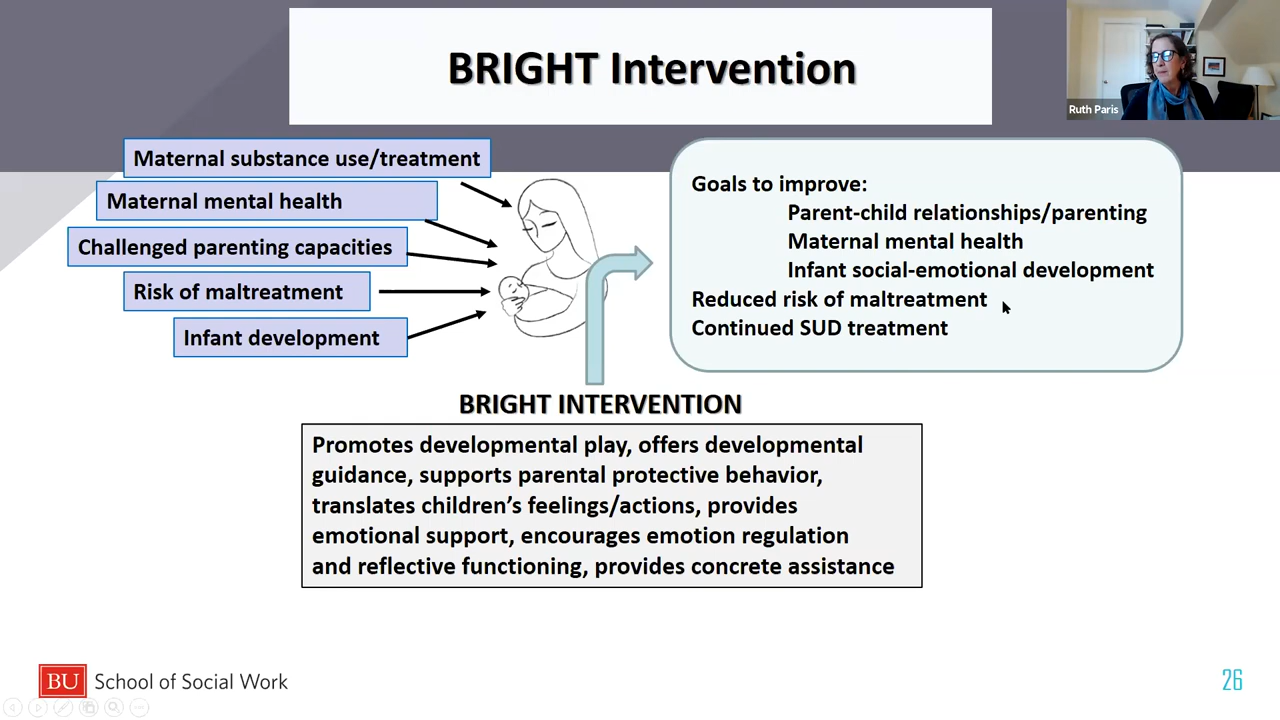 BRIGHT Intervention
Ruth Paris
Maternal substance use/treatment
Maternal mental health
Challenged parenting capacities
Risk of maltreatment
Infant development
Goals to improve:
Parent-child relationships/parenting
Maternal mental health
Infant social-emotional development
Reduced risk of maltreatment
Continued SUD treatment
BRIGHT INTERVENTION
Promotes developmental play, offers developmental
guidance, supports parental protective behavior,
translates children’s feelings/actions, provides
emotional support, encourages emotion regulation
and reflective functioning, provides concrete assistance
BU School of Social Work
26